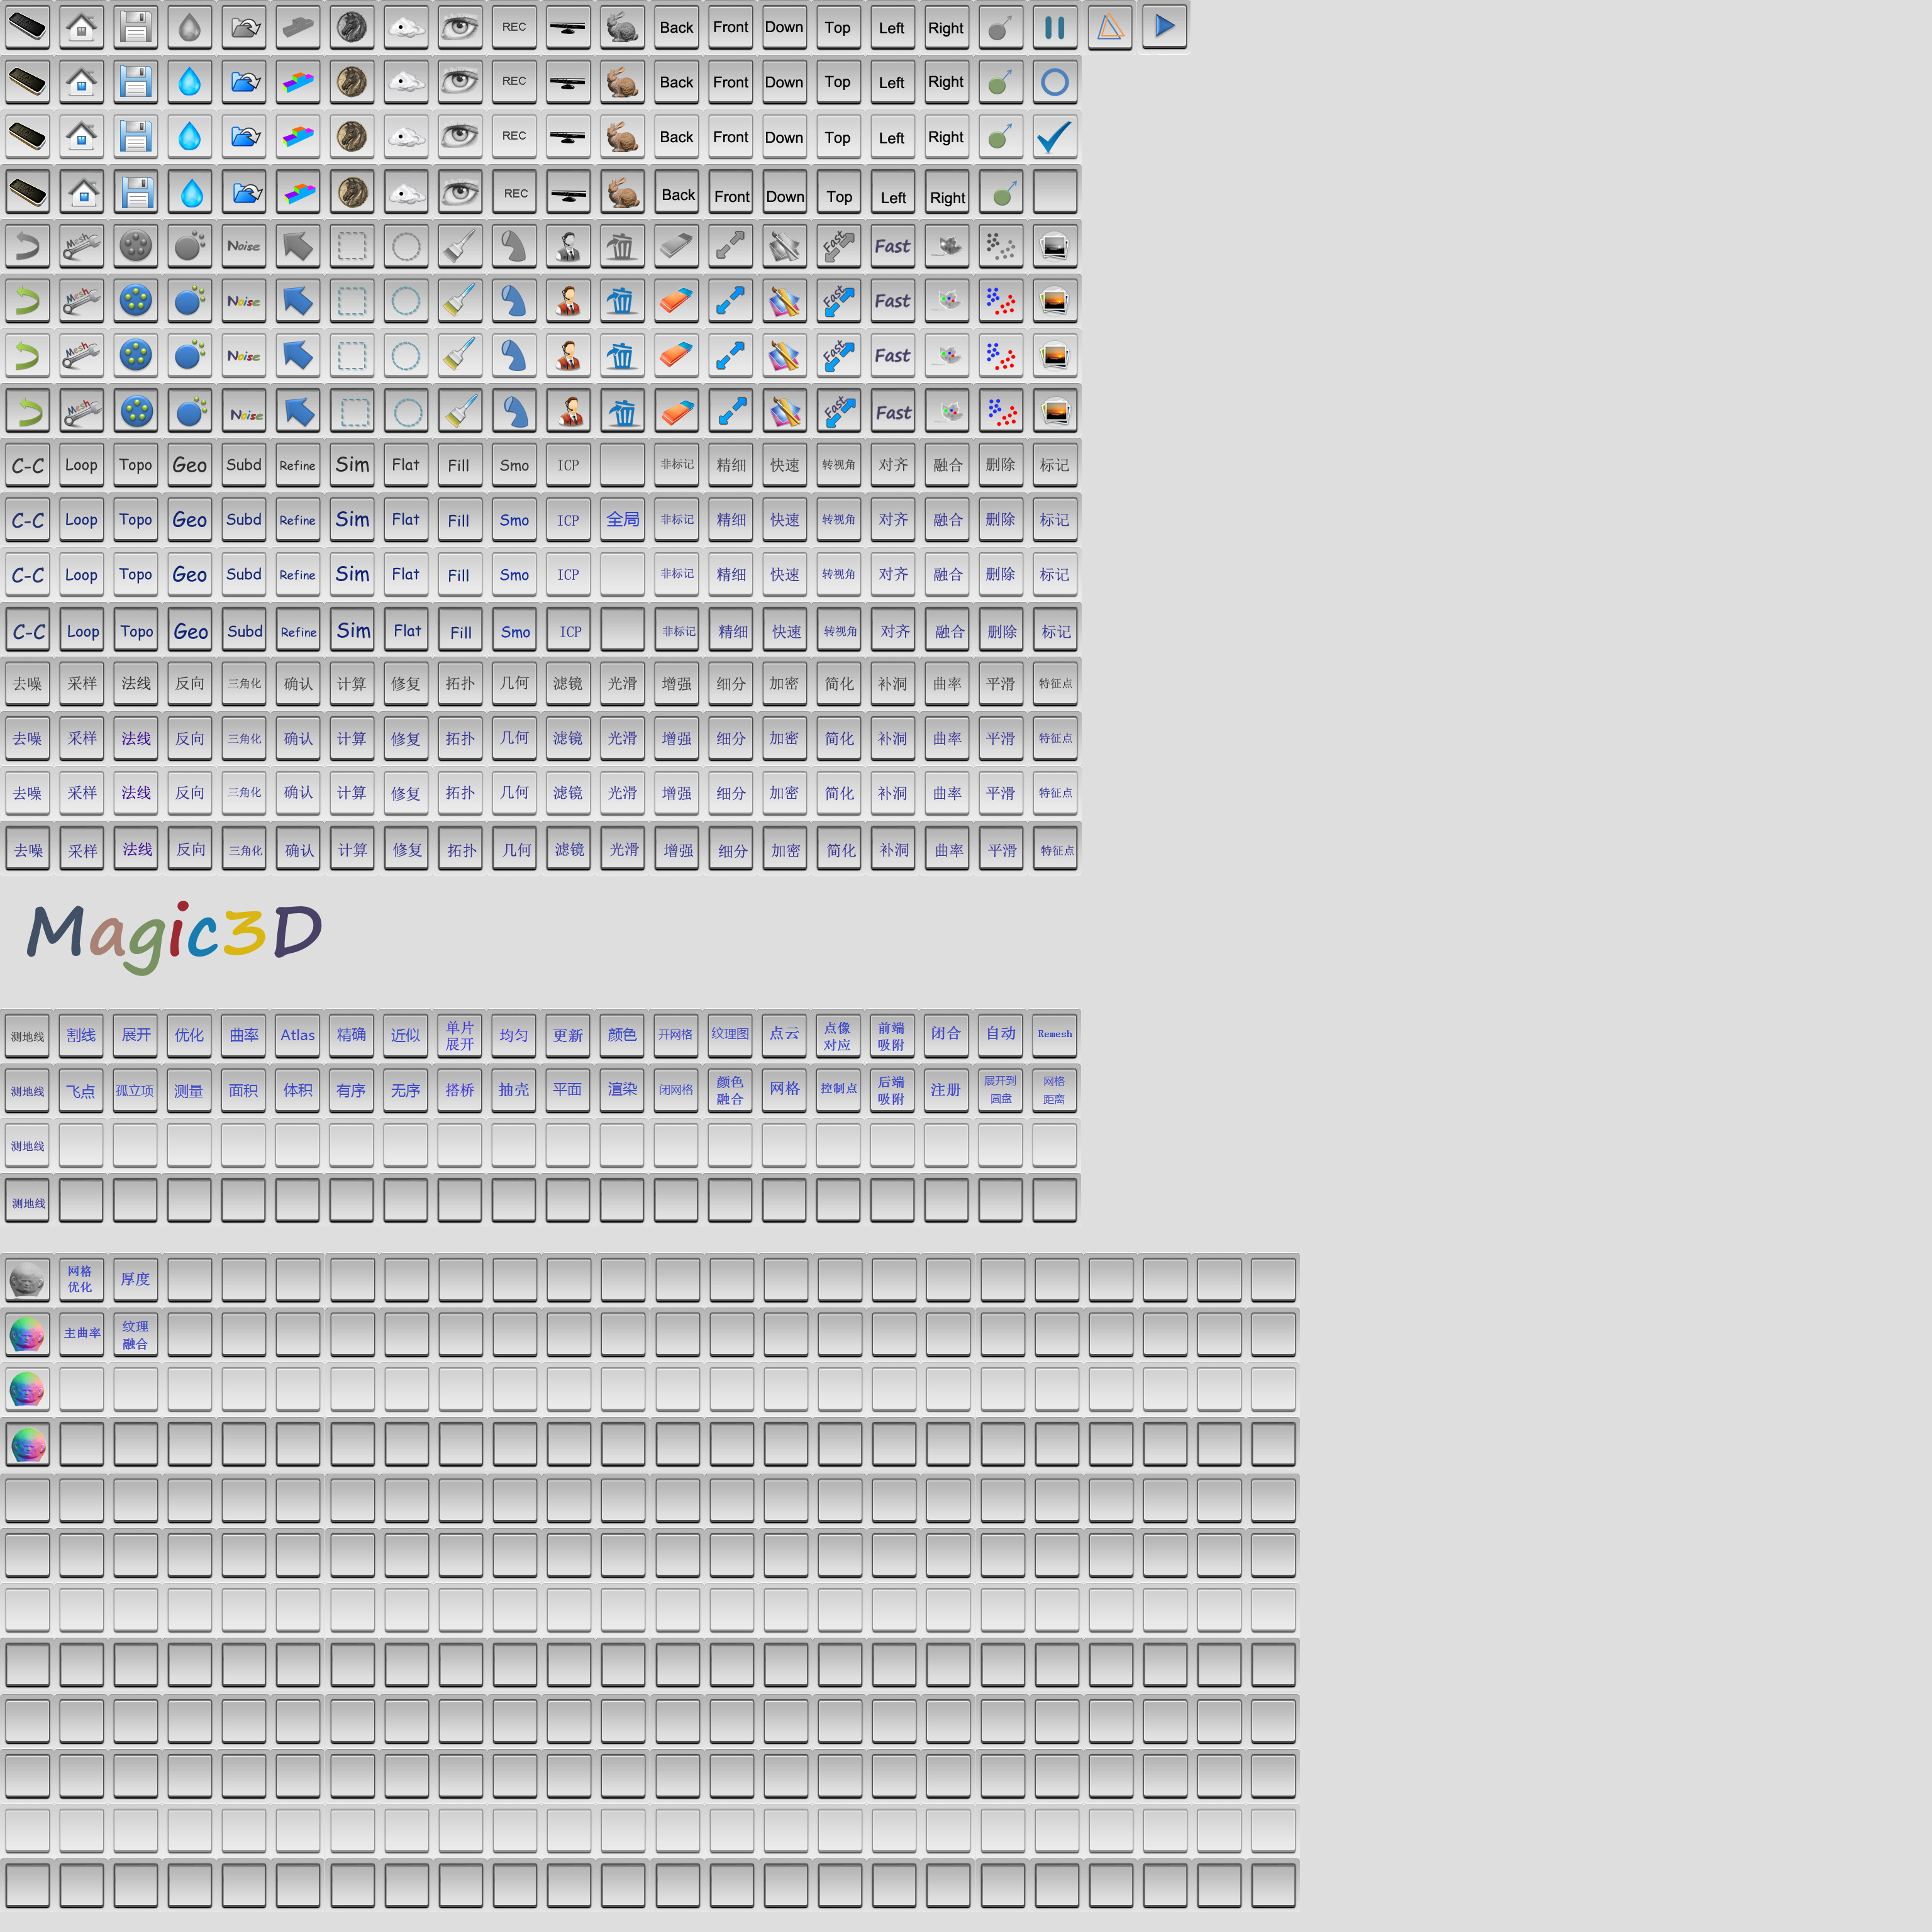 REC Back Front Down Top Left Right
REC Back Front Down Top Left Right
REC Back Front Down Top Left Right
REC Back Front Down Top Left Right
Mesh Noise Fast Fast
Mesh Noise Fast Fast
Mesh Noise Fast Fast
Mesh Noise Fast Fast
C-C Loop Topo Geo Subd Refine Sim Flat Fill Smo ICP 非标记 精细 快速 转视角 对齐 融合 删除 标记
C-C Loop Topo Geo Subd Refine Sim Flat Fill Smo ICP 全局 非标记 精细 快速 转视角 对齐 融合 删除 标记
C-C Loop Topo Geo Subd Refine Sim Flat Fill Smo ICP 非标记 精细 快速 转视角 对齐 融合 删除 标记
C-C Loop Topo Geo Subd Refine Sim Flat Fill Smo ICP 非标记 精细 快速 转视角 对齐 融合 删除 标记
去噪 采样 法线 反向 三角化 确认 计算 修复 拓扑 几何 滤镜 光滑 增强 细分 加密 简化 补洞 曲率 平滑 特征点
去噪 采样 法线 反向 三角化 确认 计算 修复 拓扑 几何 滤镜 光滑 增强 细分 加密 简化 补洞 曲率 平滑 特征点
去噪 采样 法线 反向 三角化 确认 计算 修复 拓扑 几何 滤镜 光滑 增强 细分 加密 简化 补洞 曲率 平滑 特征点
去噪 采样 法线 反向 三角化 确认 计算 修复 拓扑 几何 滤镜 光滑 增强 细分 加密 简化 补洞 曲率 平滑 特征点
Magic3D
测地线 割线 展开 优化 曲率 Atlas 精确 近似 单片展开 均匀 更新 颜色 开网格 纹理图 点云 点像对应 前端吸附 闭合 自动 Remesh
测地线 飞点 孤立项 测量 面积 体积 有序 无序 搭桥 抽壳 平面 渲染 闭网格 颜色融合 网格 控制点 后端吸附 注册 展开到圆盘 网格距离
测地线
测地线
网格优化 厚度
主曲率 纹理融合